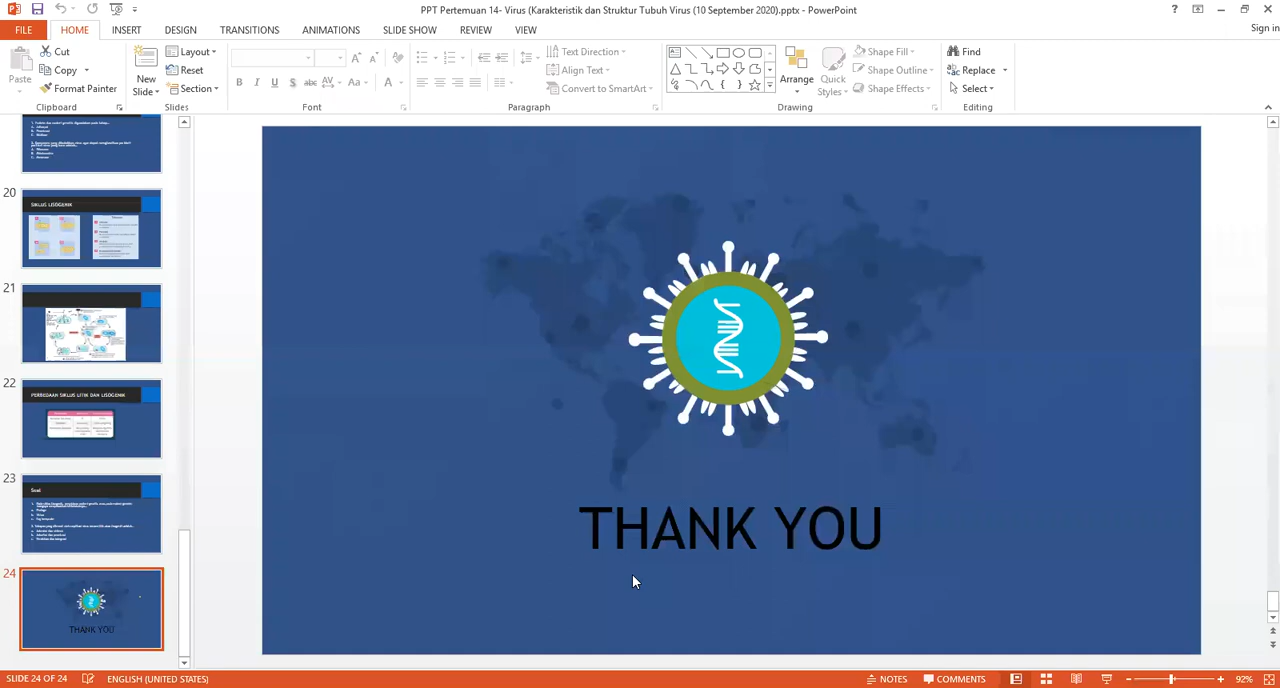 PPT Pertemuan 14- Virus (Karakteristik dan Struktur Tubuh Virus (10 September 2020).pptx - PowerPoint
Sign in
FILE HOME INSERT DESIGN TRANSITIONS ANIMATIONS SLIDE SHOW REVIEW VIEW
Cut
Copy
Format Painter
Paste
Clipboard
New
Slide
Layout
Reset
Section
Slides
B I U S abc AV Aa A
Font
Text Direction
Align Text
Convert to SmartArt
Paragraph
Arrange
Quick
Styles
Shape Fill
Shape Outline
Shape Effects
Drawing
Find
Replace
Select
Editing
20
SIKLUS LISOGENIK
21
22
PERBEDAAN SIKLUS LITIK DAN LISOGENIK
23
Soal
24
THANK YOU
THANK YOU
SLIDE 24 OF 24
ENGLISH (UNITED STATES)
NOTES
COMMENTS
92%